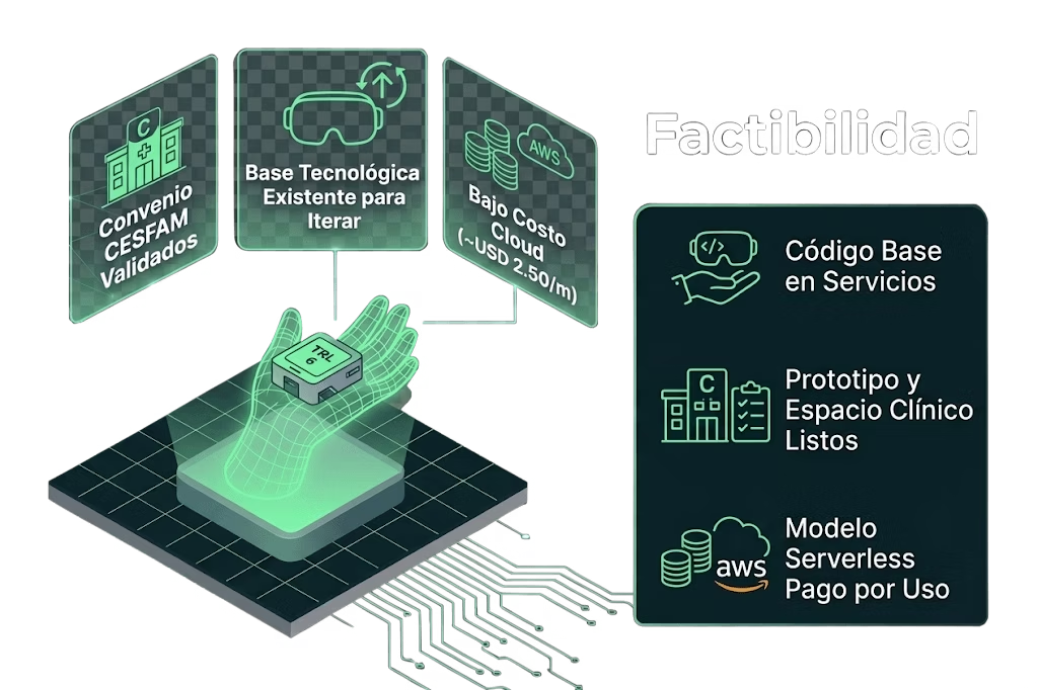 C
Convenio
CESFAM
Validados
Base Tecnológica
Existente para
Iterar
AWS
Bajo Costo
Cloud
(~USD 2.50/m)
TRL
6
Factibilidad
</>
Código Base
en Servicios
C
Prototipo y
Espacio Clínico
Listos
aws
Modelo
Serverless
Pago por Uso